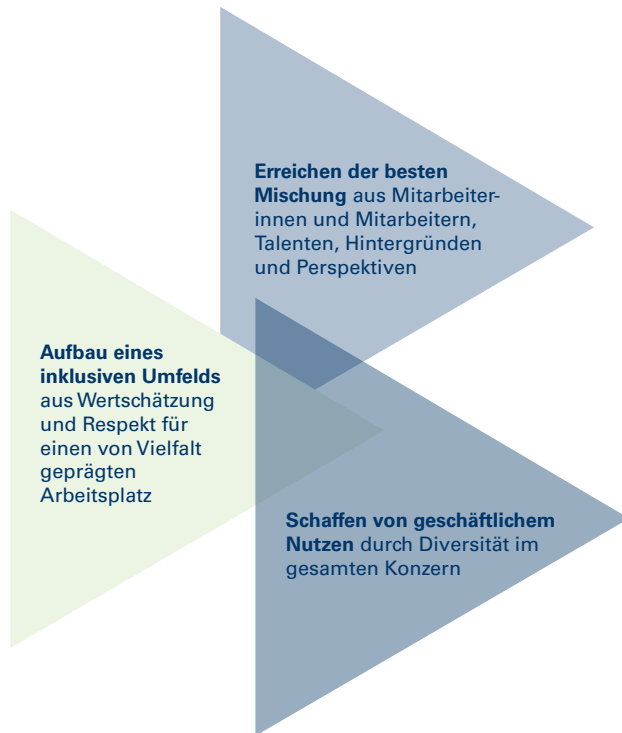 Erreichen der besten
Mischung aus Mitarbeiter-
innen und Mitarbeitern,
Talenten, Hintergründen
und Perspektiven
Aufbau eines
inklusiven Umfelds
aus Wertschätzung
und Respekt für
einen von Vielfalt
geprägten
Arbeitsplatz
Schaffen von geschäftlichem
Nutzen durch Diversität im
gesamten Konzern